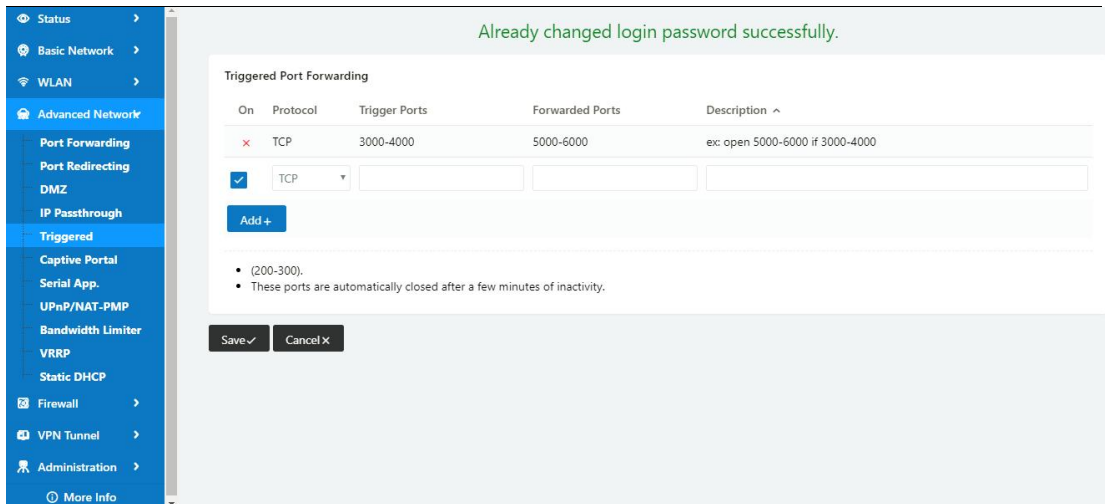 Status
Basic Network
WLAN
Advanced Network
Port Forwarding
Port Redirecting
DMZ
IP Passthrough
Triggered
Captive Portal
Serial App.
UPnP/NAT-PMP
Bandwidth Limiter
VRRP
Static DHCP
Firewall
VPN Tunnel
Administration
More Info
Already changed login password successfully.
Triggered Port Forwarding
On Protocol Trigger Ports Forwarded Ports Description
TCP 3000-4000 5000-6000 ex: open 5000-6000 if 3000-4000
TCP
Add +
(200-300).
These ports are automatically closed after a few minutes of inactivity.
Save Cancel